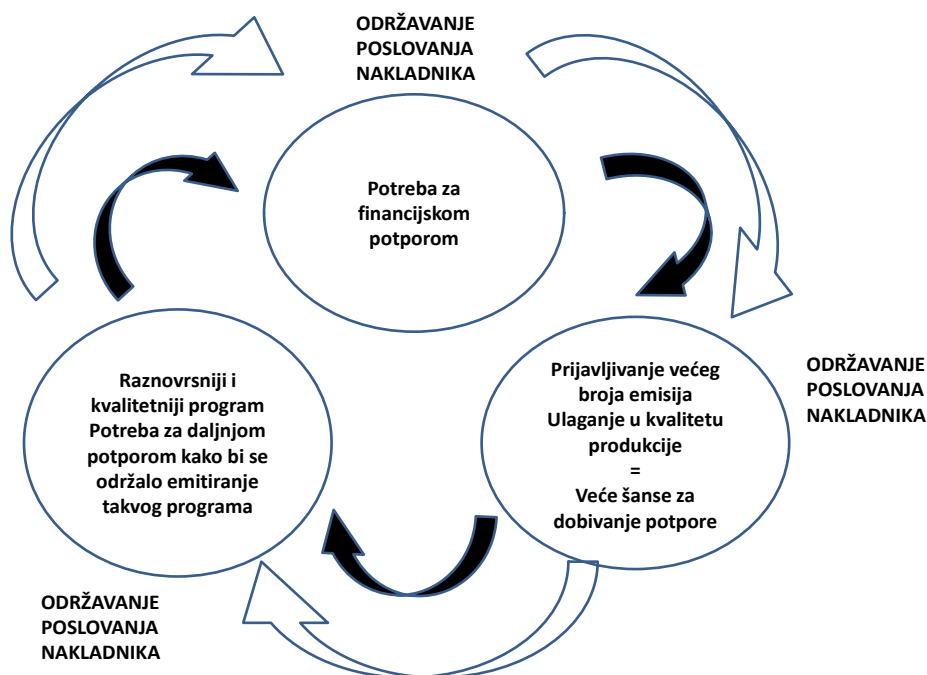 ODRŽAVANJE
POSLOVANJA
NAKLADNIKA
Potreba za
financijskom
potporom
Prijavljivanje većeg
broja emisija
Ulaganje u kvalitetu
produkcije
=
Veće šanse za
dobivanje potpore
ODRŽAVANJE
POSLOVANJA
NAKLADNIKA
Raznovrsniji i
kvalitetniji program
Potreba za daljnjom
potporom kako bi se
održalo emitiranje
takvog programa
ODRŽAVANJE
POSLOVANJA
NAKLADNIKA